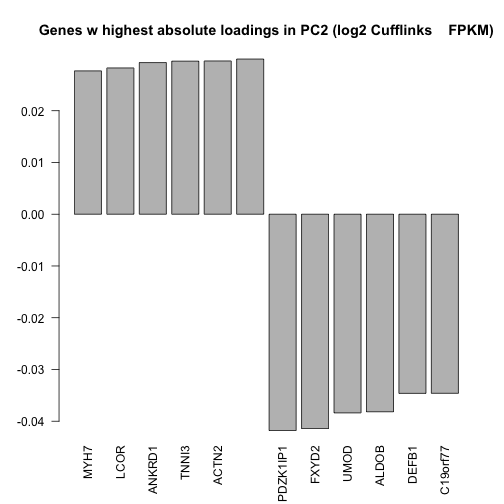 Genes w highest absolute loadings in PC2 (log2 Cufflinks FPKM)
0.02
0.01
0.00
-0.01
-0.02
-0.03
-0.04
MYH7
LCOR
ANKRD1
TNNI3
ACTN2
PDZK1IP1
FXYD2
UMOD
ALDOB
DEFB1
C19orf77